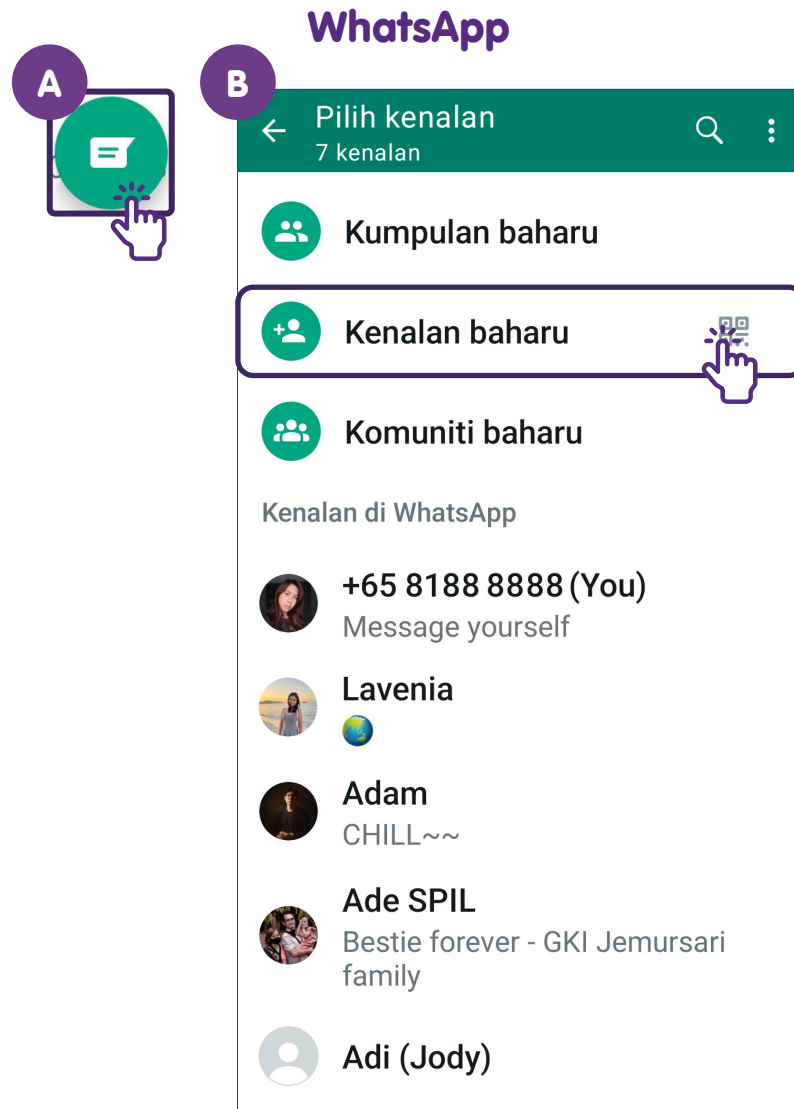 WhatsApp
A
B
Pilih kenalan
7 kenalan
Kumpulan baharu
Kenalan baharu
Komuniti baharu
Kenalan di WhatsApp
+65 8188 8888 (You)
Message yourself
Lavenia
Adam
CHILL~~
Ade SPIL
Bestie forever - GKI Jemursari
family
Adi (Jody)